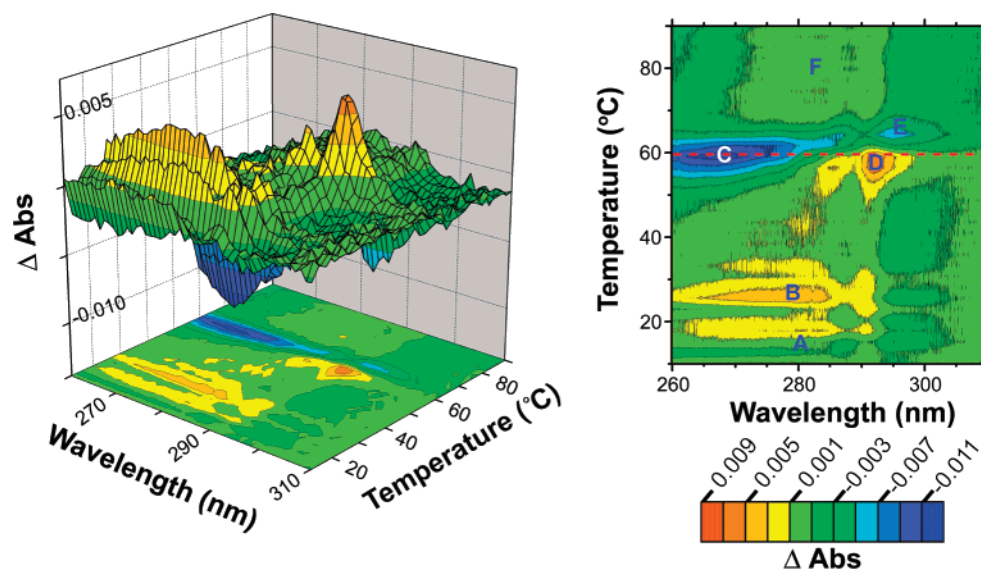 0.005
-0.010
Δ Abs
270
290
310
Wavelength (nm)
20
40
60
80
Temperature (°C)
80
60
40
20
Temperature (°C)
F
E
C
D
B
A
260
280
300
Wavelength (nm)
0.009
0.005
0.001
-0.003
-0.007
-0.011
Δ Abs